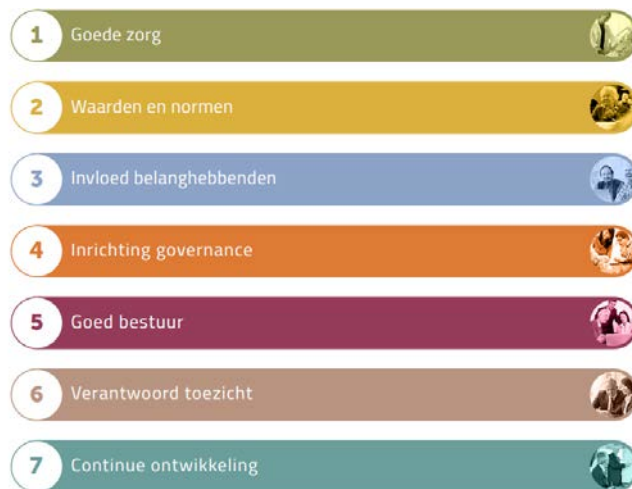 1 Goede zorg
2 Waarden en normen
3 Invloed belanghebbenden
4 Inrichting governance
5 Goed bestuur
6 Verantwoord toezicht
7 Continue ontwikkeling